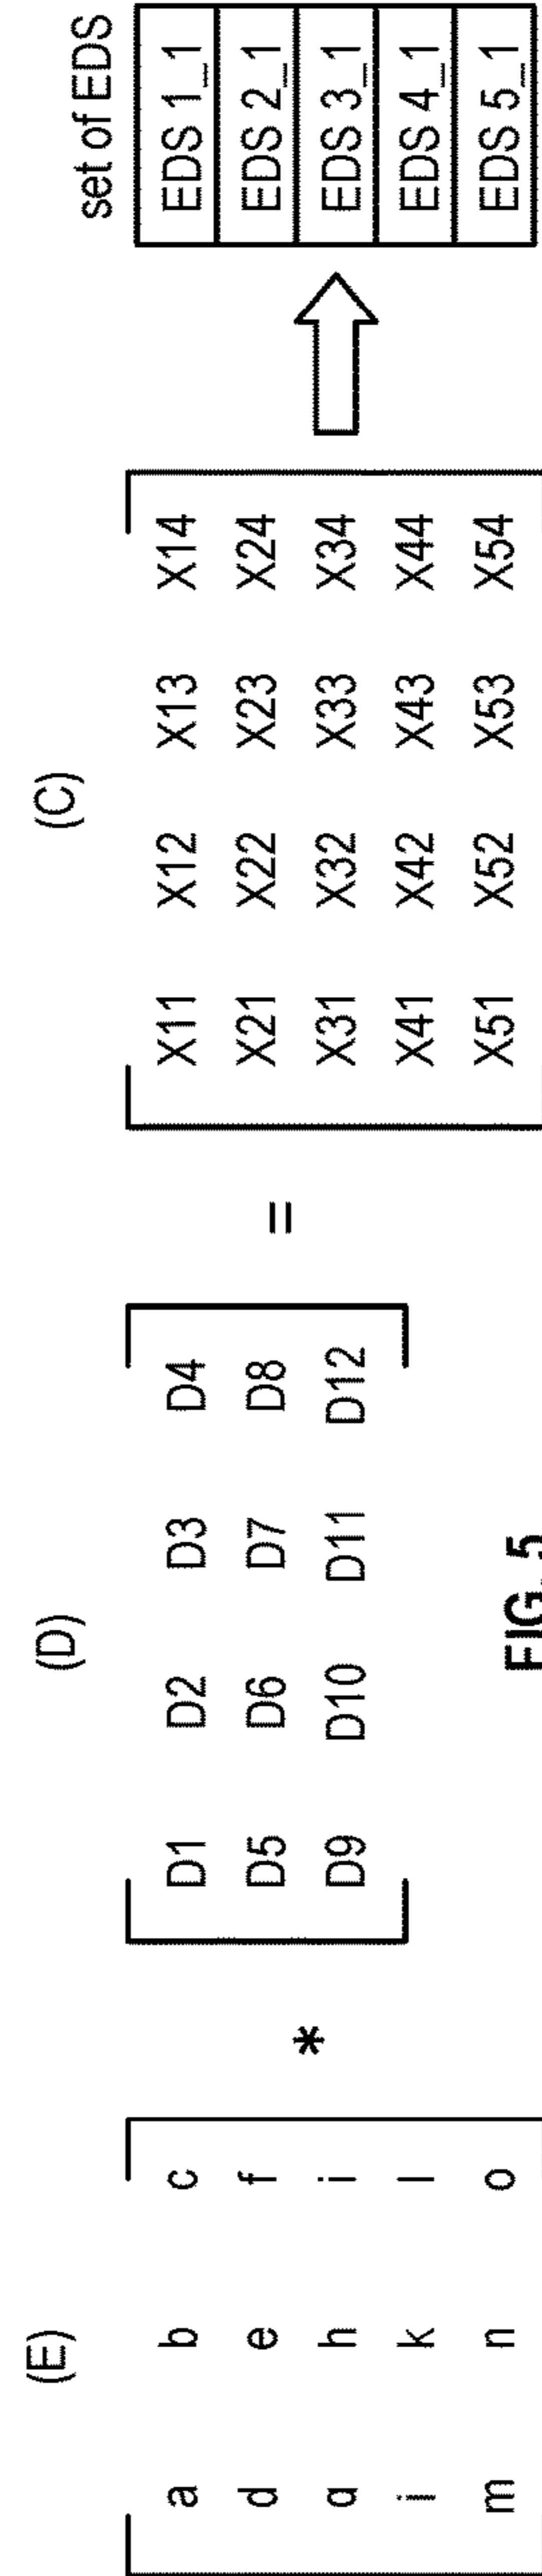 (E) (D) (C) set of EDS
a b c D1 D2 D3 D4 X11 X12 X13 X14 EDS 1_1
d e f D5 D6 D7 D8 X21 X22 X23 X24 EDS 2_1
g h i * D9 D10 D11 D12 = X31 X32 X33 X34 EDS 3_1
j k l X41 X42 X43 X44 EDS 4_1
m n o X51 X52 X53 X54 EDS 5_1
FIG. 5